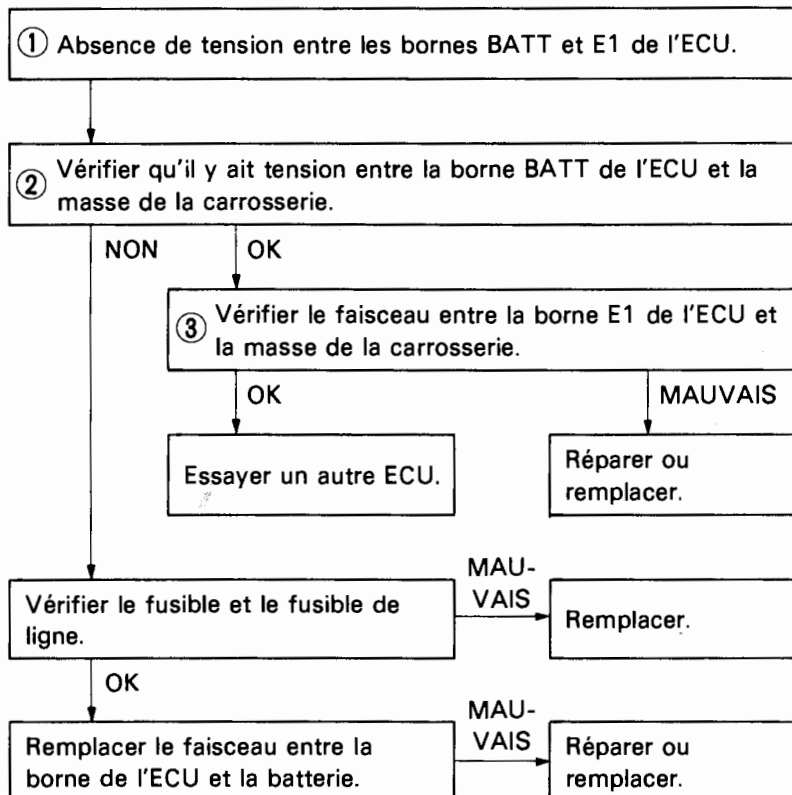 ① Absence de tension entre les bornes BATT et E1 de l'ECU.
② Vérifier qu'il y ait tension entre la borne BATT de l'ECU et la
masse de la carrosserie.
NON
OK
③ Vérifier le faisceau entre la borne E1 de l'ECU et
la masse de la carrosserie.
OK
MAUVAIS
Essayer un autre ECU.
Réparer ou
remplacer.
Vérifier le fusible et le fusible de
ligne.
MAU-
VAIS
Remplacer.
OK
Remplacer le faisceau entre la
borne de l'ECU et la batterie.
MAU-
VAIS
Réparer ou
remplacer.